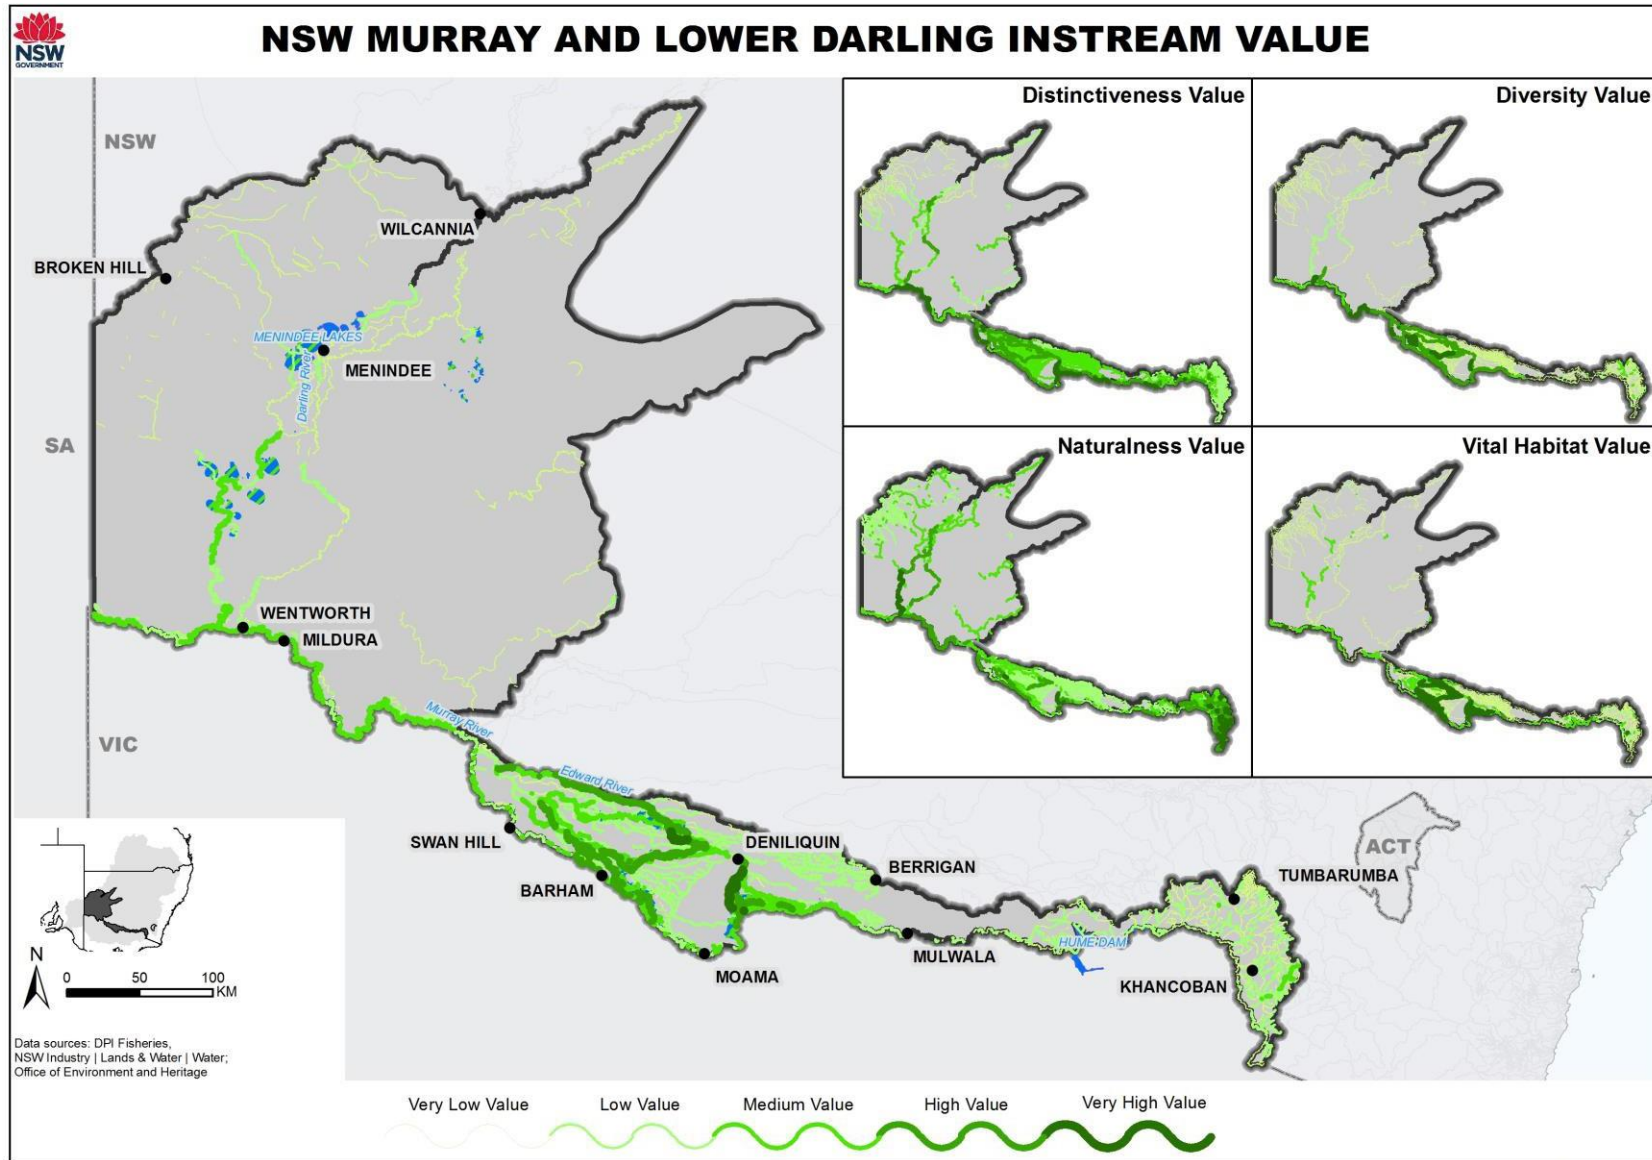 NSW
GOVERNMENT
NSW MURRAY AND LOWER DARLING INSTREAM VALUE
Distinctiveness Value
Diversity Value
Naturalness Value
Vital Habitat Value
NSW
WILCANNIA
BROKEN HILL
MENINDEE LAKES
MENINDEE
Darling River
SA
WENTWORTH
MILDURA
VIC
Murray River
Edward River
SWAN HILL
DENILIQUIN
BARHAM
BERRIGAN
ACT
TUMBARUMBA
MOAMA
MULWALA
HUME DAM
KHANCOBAN
N
0 50 100
KM
Data sources: DPI Fisheries,
NSW Industry | Lands & Water | Water;
Office of Environment and Heritage
Very Low Value
Low Value
Medium Value
High Value
Very High Value